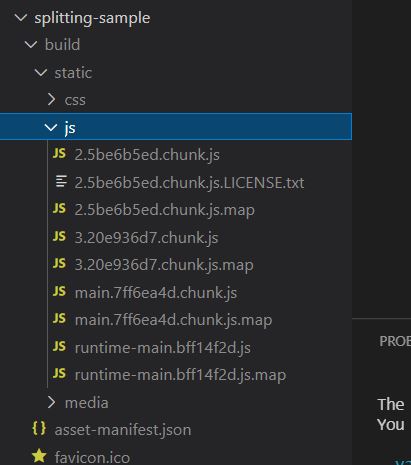 splitting-sample
build
static
css
js
JS 2.5be6b5ed.chunk.js
2.5be6b5ed.chunk.js.LICENSE.txt
JS 2.5be6b5ed.chunk.js.map
JS 3.20e936d7.chunk.js
JS 3.20e936d7.chunk.js.map
JS main.7ff6ea4d.chunk.js
JS main.7ff6ea4d.chunk.js.map
JS runtime-main.bff14f2d.js
JS runtime-main.bff14f2d.js.map
media
{} asset-manifest.json
favicon.ico
PROB
The
You